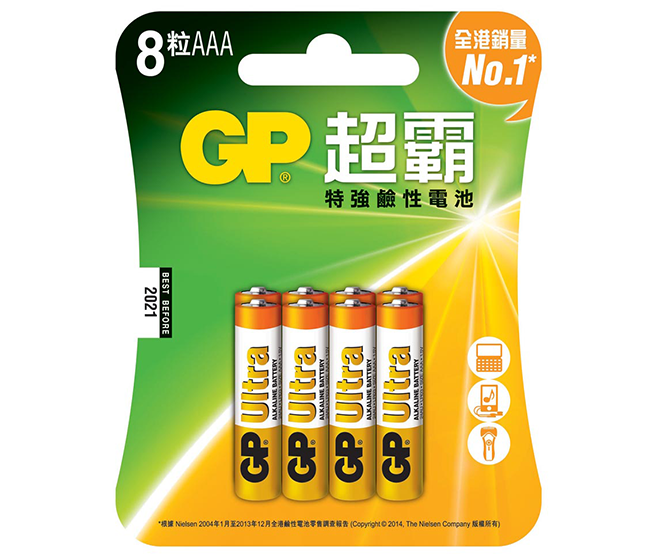 8粒AAA
全港銷量
No.1*
GP®超霸
特強鹼性電池
BEST BEFORE
2021
GP® Ultra
ALKALINE BATTERY
GP® Ultra
ALKALINE BATTERY
GP® Ultra
ALKALINE BATTERY
GP® Ultra
ALKALINE BATTERY
*根據 Nielsen 2004年1月至2013年12月全港鹼性電池零售調查報告 (Copyright © 2014, The Nielsen Company 版權所有)